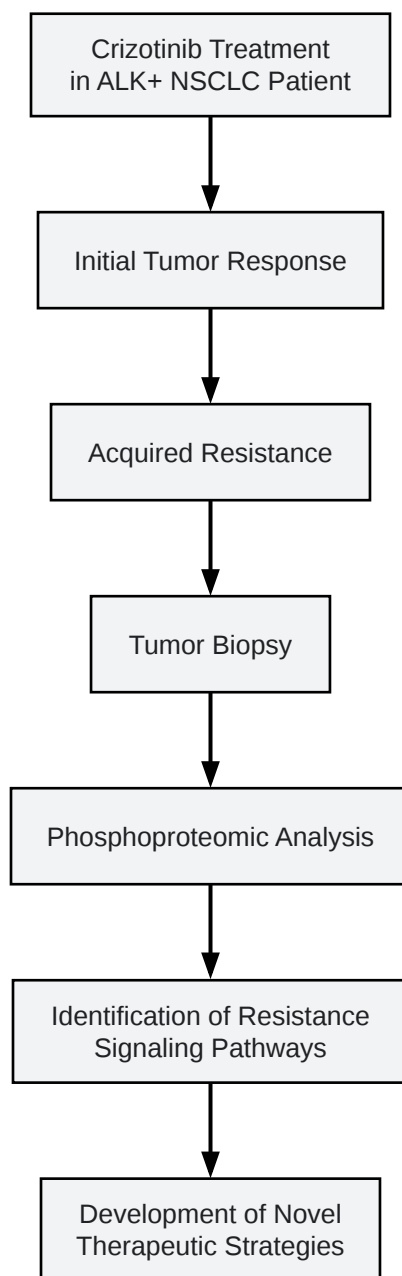 Crizotinib Treatment
in ALK+ NSCLC Patient
Initial Tumor Response
Acquired Resistance
Tumor Biopsy
Phosphoproteomic Analysis
Identification of Resistance
Signaling Pathways
Development of Novel
Therapeutic Strategies